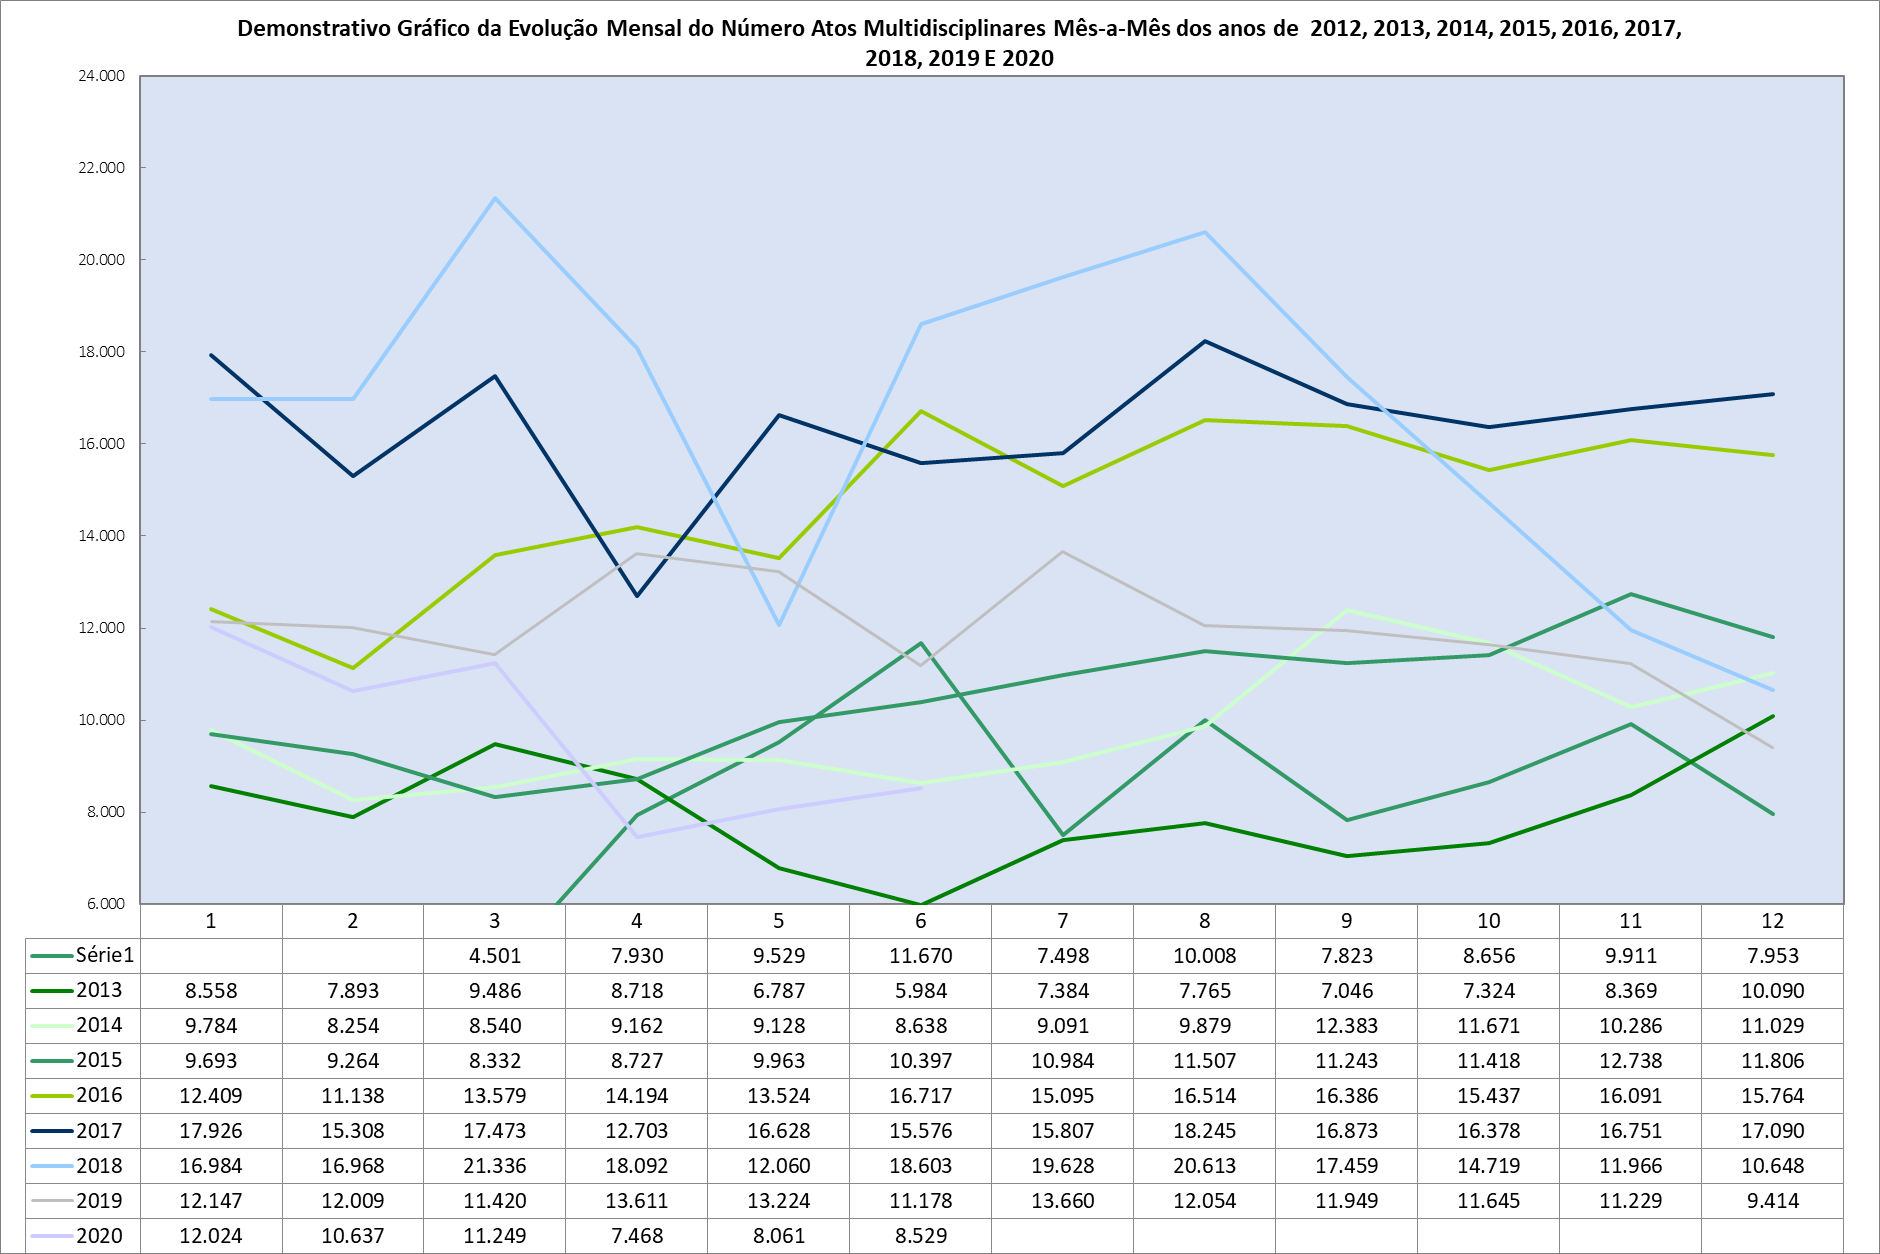 Demonstrativo Gráfico da Evolução Mensal do Número Atos Multidisciplinares Mês-a-Mês dos anos de 2012, 2013, 2014, 2015, 2016, 2017,
2018, 2019 E 2020
24.000
22.000
20.000
18.000
16.000
14.000
12.000
10.000
8.000
6.000
1 2 3 4 5 6 7 8 9 10 11 12
Série1 4.501 7.930 9.529 11.670 7.498 10.008 7.823 8.656 9.911 7.953
2013 8.558 7.893 9.486 8.718 6.787 5.984 7.384 7.765 7.046 7.324 8.369 10.090
2014 9.784 8.254 8.540 9.162 9.128 8.638 9.091 9.879 12.383 11.671 10.286 11.029
2015 9.693 9.264 8.332 8.727 9.963 10.397 10.984 11.507 11.243 11.418 12.738 11.806
2016 12.409 11.138 13.579 14.194 13.524 16.717 15.095 16.514 16.386 15.437 16.091 15.764
2017 17.926 15.308 17.473 12.703 16.628 15.576 15.807 18.245 16.873 16.378 16.751 17.090
2018 16.984 16.968 21.336 18.092 12.060 18.603 19.628 20.613 17.459 14.719 11.966 10.648
2019 12.147 12.009 11.420 13.611 13.224 11.178 13.660 12.054 11.949 11.645 11.229 9.414
2020 12.024 10.637 11.249 7.468 8.061 8.529